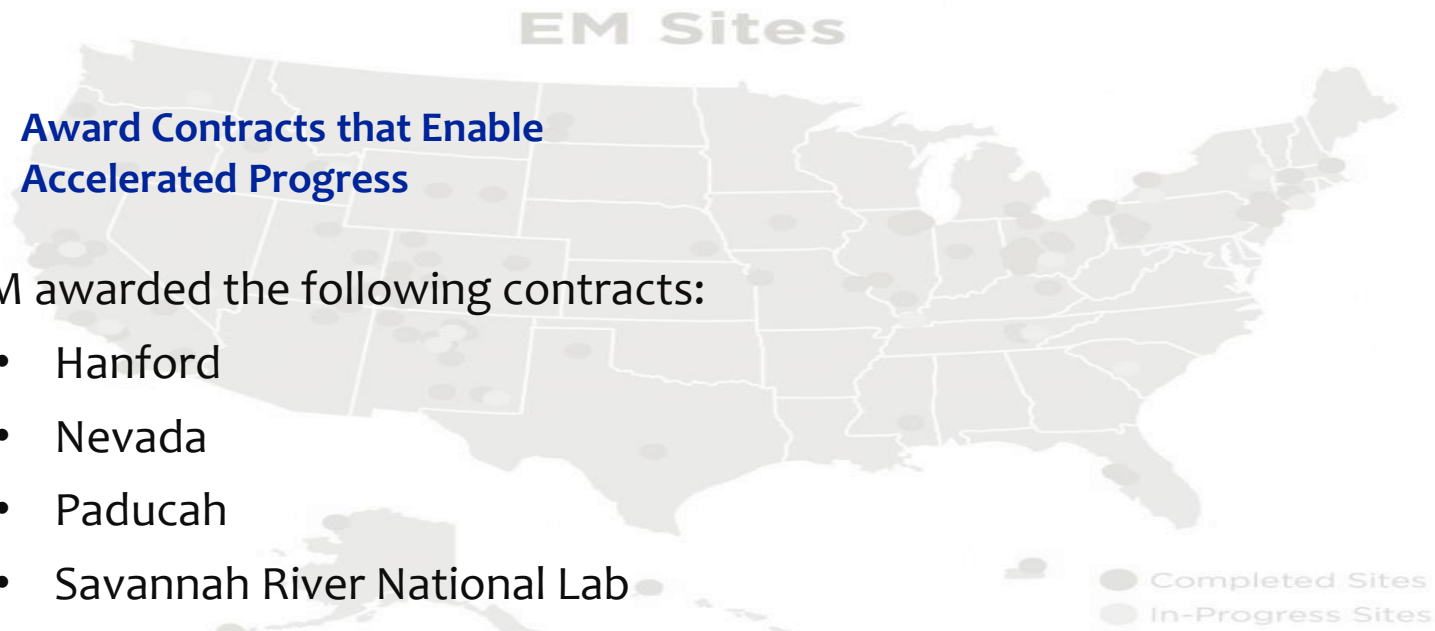 EM Sites
Award Contracts that Enable
Accelerated Progress
M awarded the following contracts:
• Hanford
• Nevada
• Paducah
• Savannah River National Lab
Completed Sites
In-Progress Sites